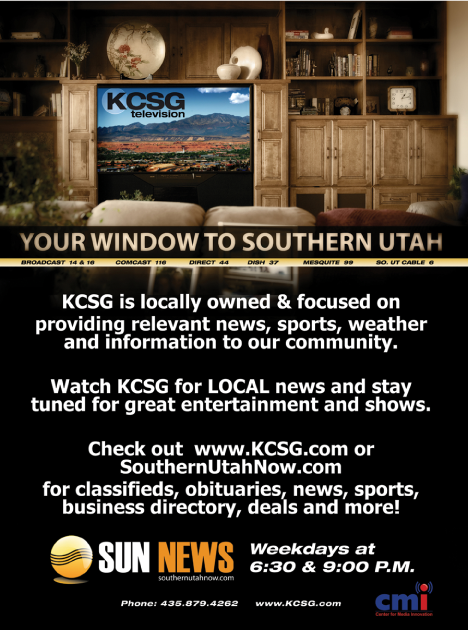 KCSG
television
YOUR WINDOW TO SOUTHERN UTAH
BROADCAST 14 & 16 COMCAST 116 DIRECT 44 DISH 37 MESQUITE 99 SO. UT CABLE 6
KCSG is locally owned & focused on
providing relevant news, sports, weather
and information to our community.
Watch KCSG for LOCAL news and stay
tuned for great entertainment and shows.
Check out www.KCSG.com or
SouthernUtahNow.com
for classifieds, obituaries, news, sports,
business directory, deals and more!
SUN NEWS
southernutahnow.com
Weekdays at
6:30 & 9:00 P.M.
Phone: 435.879.4262 www.KCSG.com
cmi
Center for Media Innovation